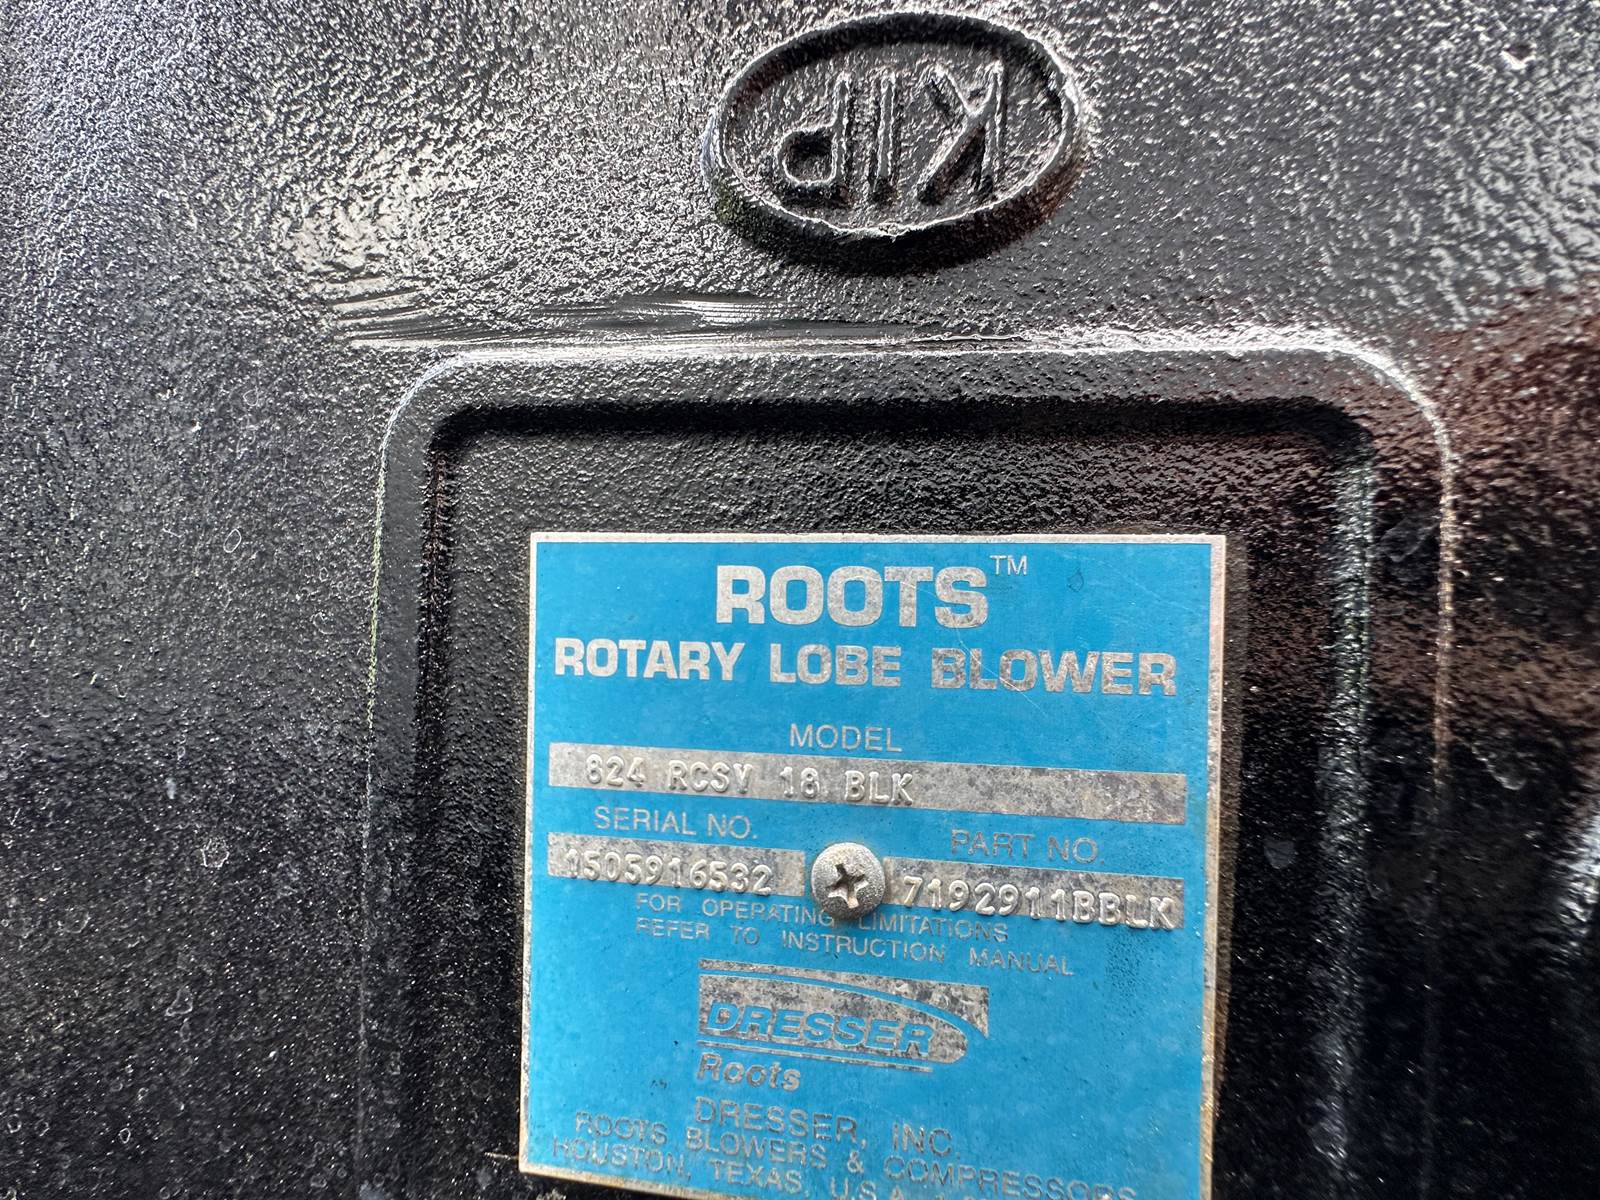 KIP
ROOTS™
ROTARY LOBE BLOWER
MODEL
824 RCSY 18 BLK
SERIAL NO. PART NO.
1505916532 7192911BBLK
FOR OPERATING LIMITATIONS
REFER TO INSTRUCTION MANUAL
DRESSER
Roots
DRESSER, INC.
ROOTS BLOWERS & COMPRESSORS
HOUSTON, TEXAS, U.S.A.